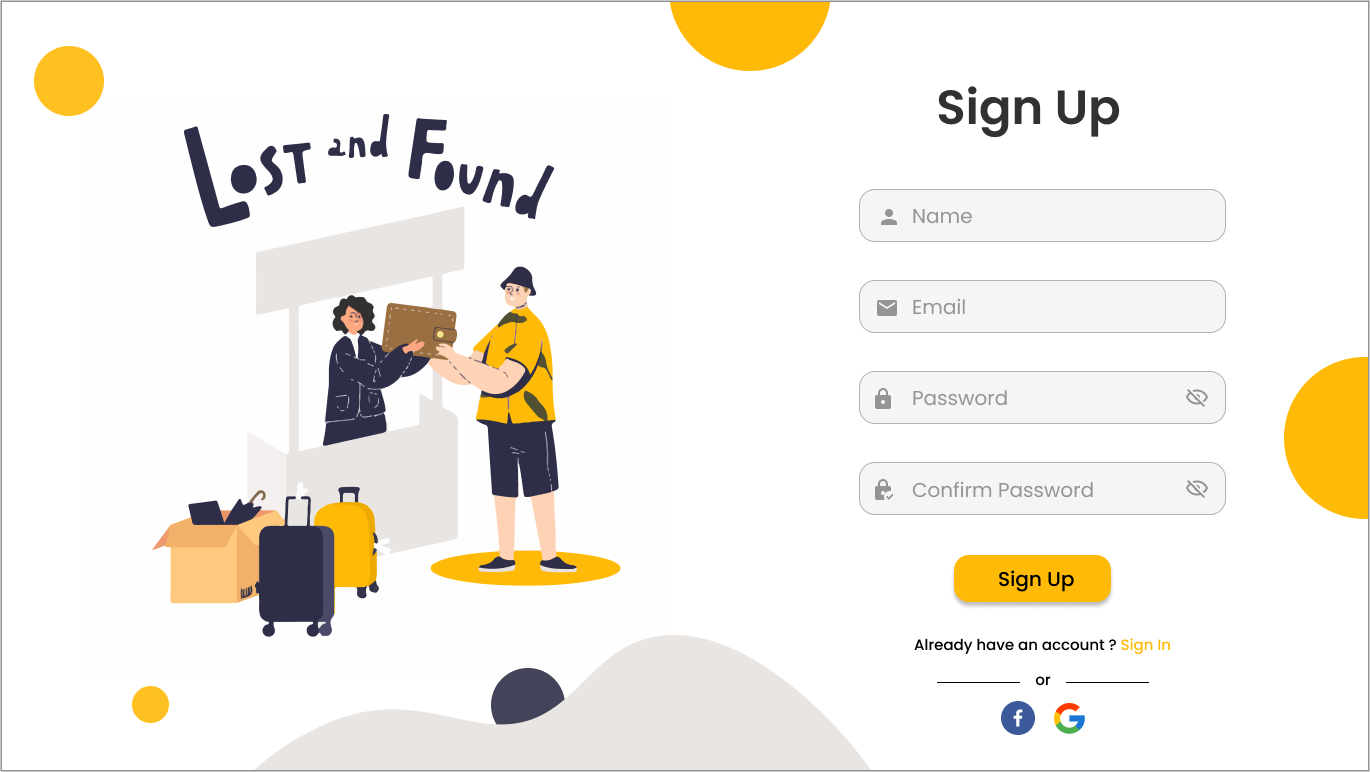 Lost and Found
Sign Up
Name
Email
Password
Confirm Password
Sign Up
Already have an account ? Sign In
or